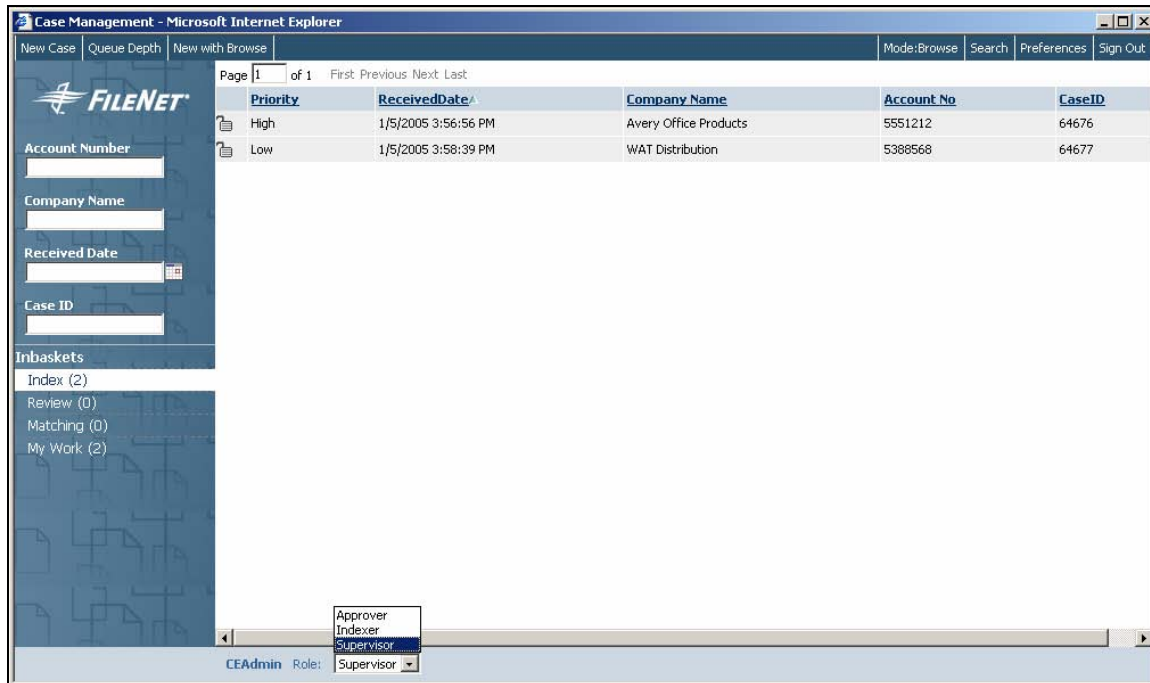 Case Management - Microsoft Internet Explorer
New Case Queue Depth New with Browse Mode:Browse Search Preferences Sign Out
Page 1 of 1 First Previous Next Last
FILENET
Priority ReceivedDate Company Name Account No CaseID
High 1/5/2005 3:56:56 PM Avery Office Products 5551212 64676
Low 1/5/2005 3:58:39 PM WAT Distribution 5388568 64677
Account Number
Company Name
Received Date
Case ID
Inbaskets
Index (2)
Review (0)
Matching (0)
My Work (2)
Approver
Indexer
Supervisor
CEAdmin Role: Supervisor